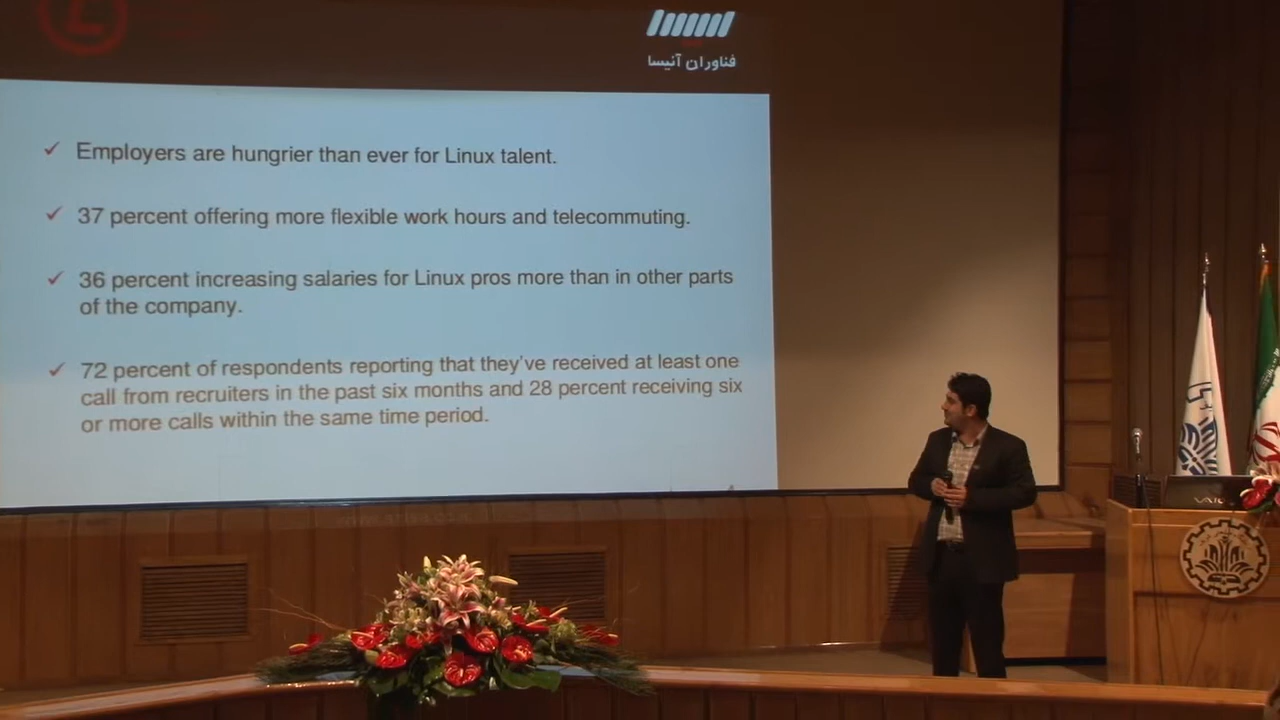 L
فناوران آنیسا
Employers are hungrier than ever for Linux talent.
37 percent offering more flexible work hours and telecommuting.
36 percent increasing salaries for Linux pros more than in other parts
of the company.
72 percent of respondents reporting that they've received at least one
call from recruiters in the past six months and 28 percent receiving six
or more calls within the same time period.
VAIO